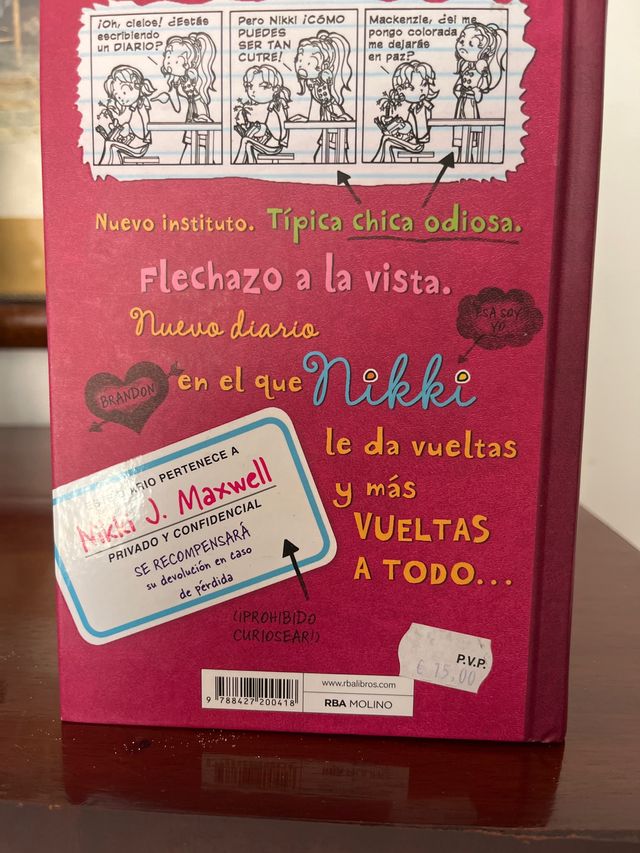 ¡Oh, cielos! ¿Estás
escribiendo
un DIARIO?
Pero Nikki ¡CÓMO
PUEDES
SER TAN
CUTRE!
Mackenzie, ¿si me
pongo colorada
me dejarás
en paz?
Nuevo instituto. Típica chica odiosa.
Flechazo a la vista.
Nuevo diario
ESA SOY
YO
BRANDON
en el que Nikki
le da vueltas
y más
VUELTAS
A TODO...
PERTENECE A
Nikki J. Maxwell
PRIVADO Y CONFIDENCIAL
SE RECOMPENSARÁ
su devolución en caso
de pérdida
(¡PROHIBIDO
CURIOSEAR!)
P.V.P.
€ 15,00
www.rbalibros.com
RBA MOLINO
9 788427 200418